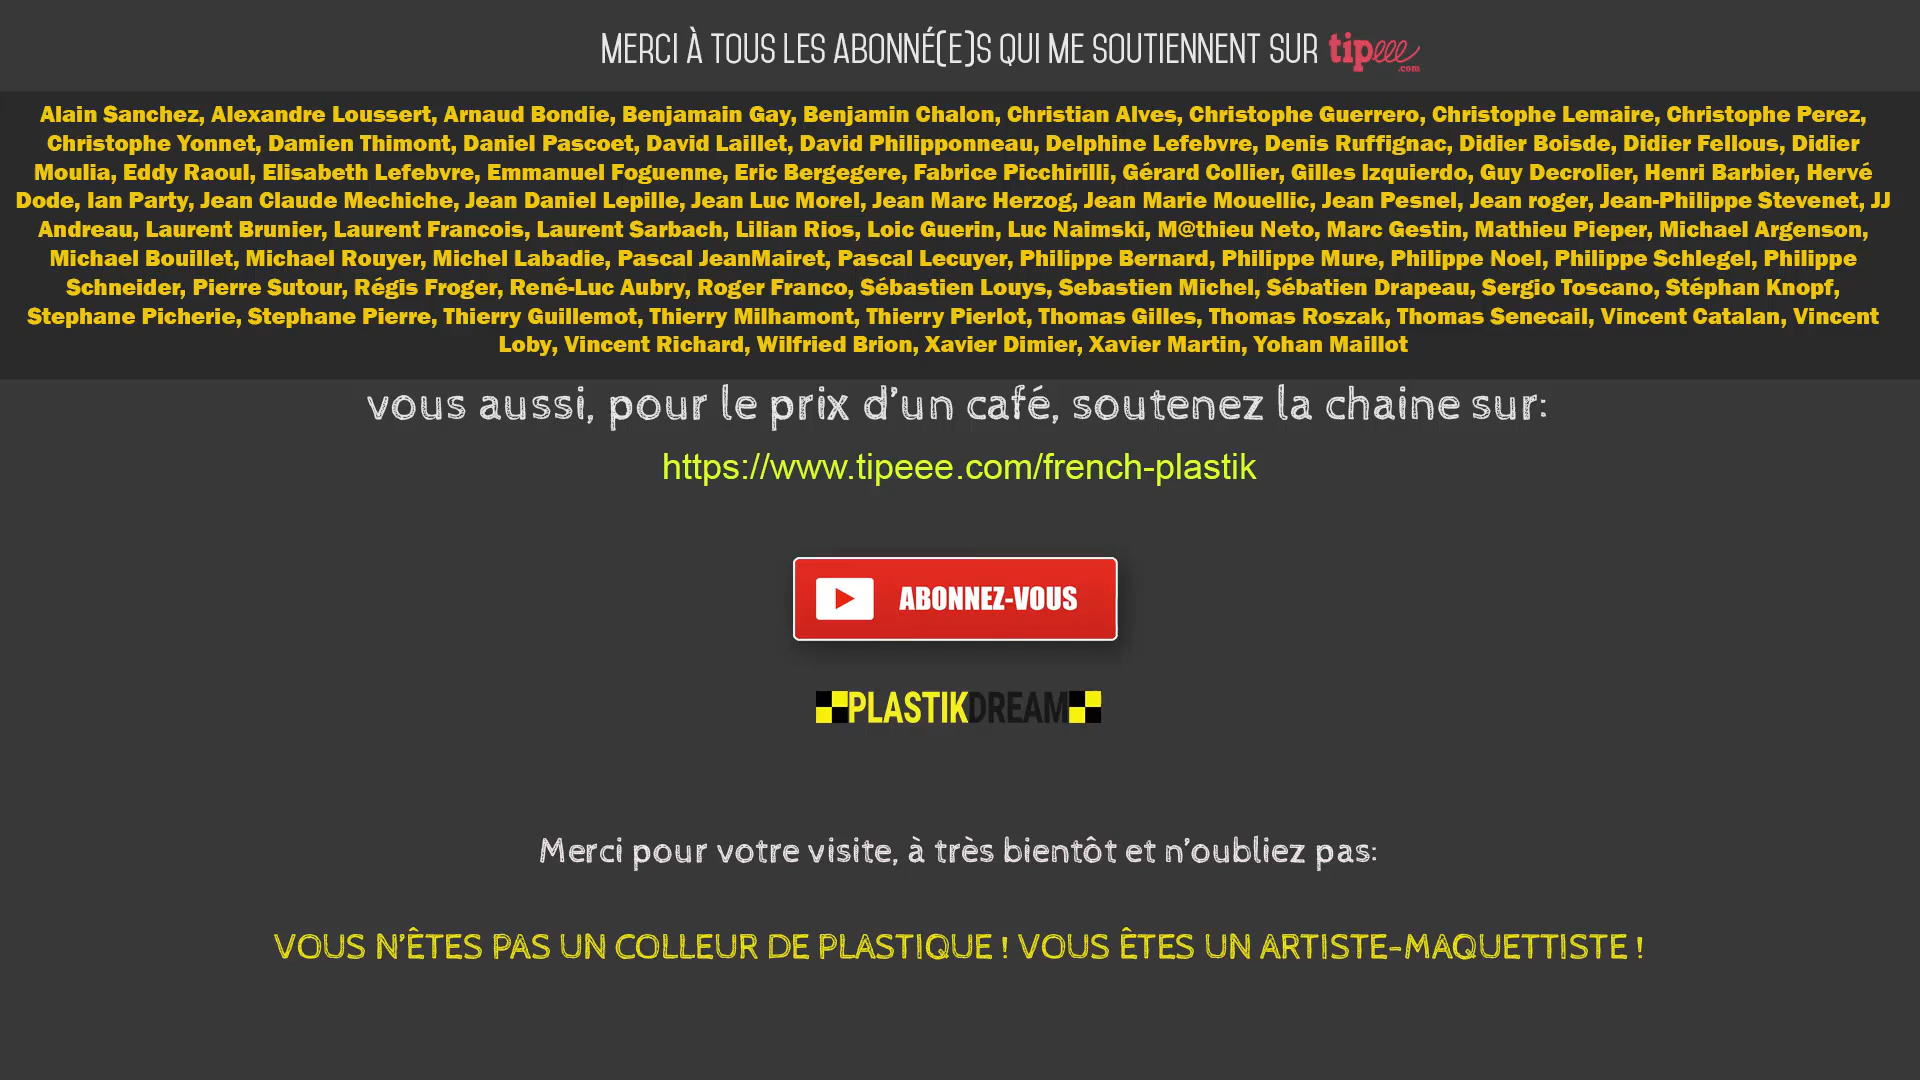 MERCI À TOUS LES ABONNÉ(E)S QUI ME SOUTIENNENT SUR tipeee.com
Alain Sanchez, Alexandre Loussert, Arnaud Bondie, Benjamain Gay, Benjamin Chalon, Christian Alves, Christophe Guerrero, Christophe Lemaire, Christophe Perez,
Christophe Yonnet, Damien Thimont, Daniel Pascoet, David Laillet, David Philipponneau, Delphine Lefebvre, Denis Ruffignac, Didier Boisde, Didier Fellous, Didier
Moulia, Eddy Raoul, Elisabeth Lefebvre, Emmanuel Foguenne, Eric Bergegere, Fabrice Picchirilli, Gérard Collier, Gilles Izquierdo, Guy Decrolier, Henri Barbier, Hervé
Dode, Ian Party, Jean Claude Mechiche, Jean Daniel Lepille, Jean Luc Morel, Jean Marc Herzog, Jean Marie Mouellic, Jean Pesnel, Jean roger, Jean-Philippe Stevenet, JJ
Andreau, Laurent Brunier, Laurent Francois, Laurent Sarbach, Lilian Rios, Loic Guerin, Luc Naimski, M@thieu Neto, Marc Gestin, Mathieu Pieper, Michael Argenson,
Michael Bouillet, Michael Rouyer, Michel Labadie, Pascal JeanMairet, Pascal Lecuyer, Philippe Bernard, Philippe Mure, Philippe Noel, Philippe Schlegel, Philippe
Schneider, Pierre Sutour, Régis Froger, René-Luc Aubry, Roger Franco, Sébastien Louys, Sebastien Michel, Sébatien Drapeau, Sergio Toscano, Stéphan Knopf,
Stephane Picherie, Stephane Pierre, Thierry Guillemot, Thierry Milhamont, Thierry Pierlot, Thomas Gilles, Thomas Roszak, Thomas Senecail, Vincent Catalan, Vincent
Loby, Vincent Richard, Wilfried Brion, Xavier Dimier, Xavier Martin, Yohan Maillot
vous aussi, pour le prix d'un café, soutenez la chaine sur:
https://www.tipeee.com/french-plastik
ABONNEZ-VOUS
PLASTIKDREAM
Merci pour votre visite, à très bientôt et n'oubliez pas:
VOUS N'ÊTES PAS UN COLLEUR DE PLASTIQUE ! VOUS ÊTES UN ARTISTE-MAQUETTISTE !